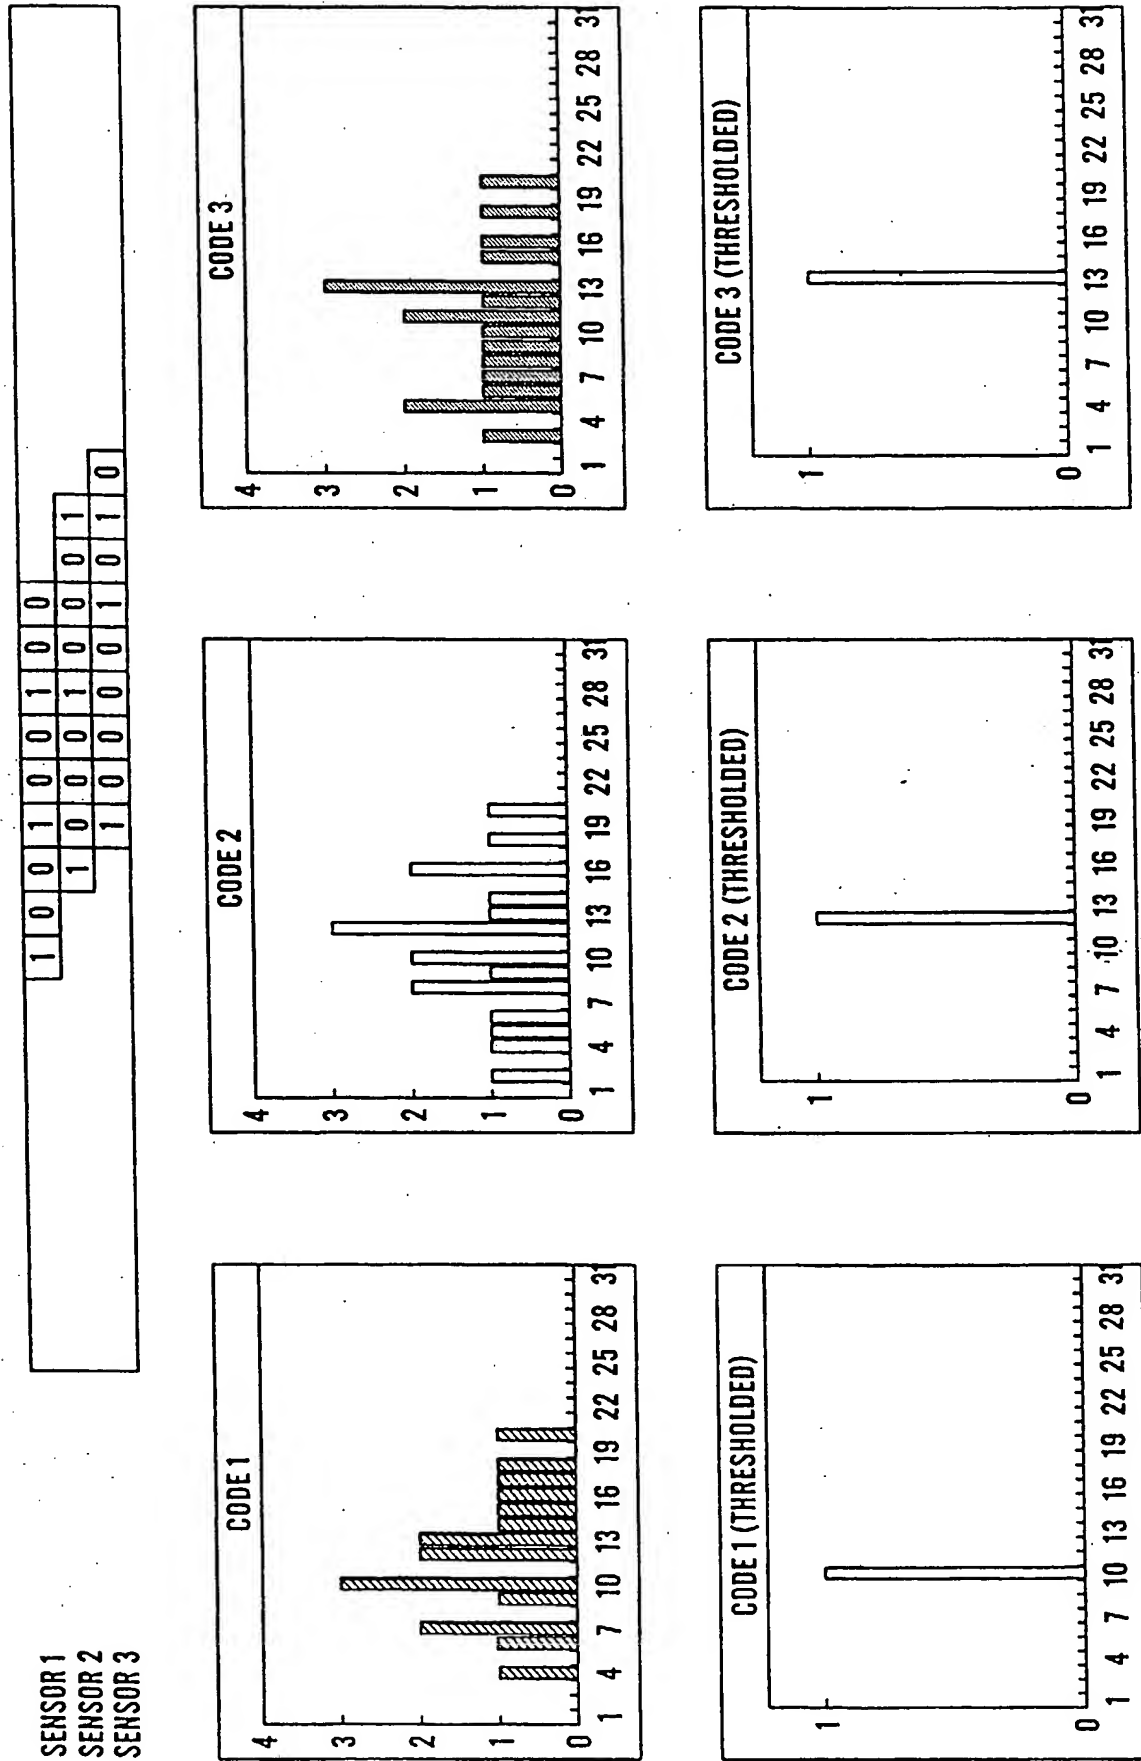 SENSOR 1 1 0 0 1 0 0 1 0 0
SENSOR 2 1 0 0 0 1 0 0 0 1
SENSOR 3 1 0 0 0 0 1 0 1 0
CODE 1
4
3
2
1
0
1 4 7 10 13 16 19 22 25 28 31
CODE 2
4
3
2
1
0
1 4 7 10 13 16 19 22 25 28 31
CODE 3
4
3
2
1
0
1 4 7 10 13 16 19 22 25 28 31
CODE 1 (THRESHOLDED)
1
0
1 4 7 10 13 16 19 22 25 28 31
CODE 2 (THRESHOLDED)
1
0
1 4 7 10 13 16 19 22 25 28 31
CODE 3 (THRESHOLDED)
1
0
1 4 7 10 13 16 19 22 25 28 31